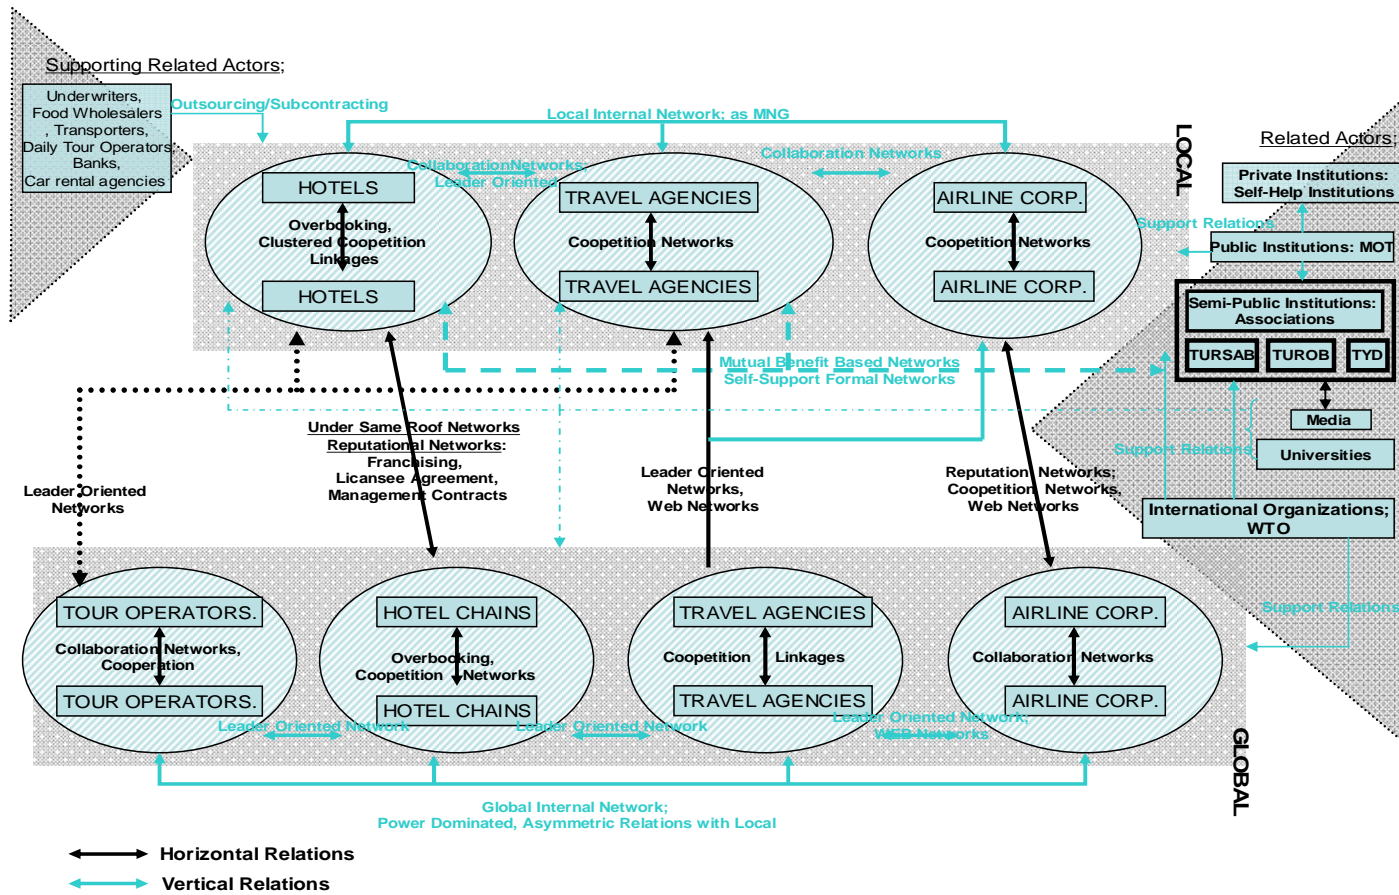 Supporting Related Actors;
Underwriters,
Food Wholesalers
, Transporters,
Daily Tour Operators,
Banks,
Car rental agencies
Outsourcing/Subcontracting
Local Internal Network; as MNG
LOCAL
Related Actors;
CollaborationNetworks;
Leader Oriented
Collaboration Networks
HOTELS
Overbooking,
Clustered Coopetition
Linkages
HOTELS
TRAVEL AGENCIES
Coopetition Networks
TRAVEL AGENCIES
AIRLINE CORP.
Coopetition Networks
AIRLINE CORP.
Private Institutions:
Self-Help Institutions
Support Relations
Public Institutions: MOT
Semi-Public Institutions:
Associations
TURSAB
TUROB
TYD
Mutual Benefit Based Networks
Self-Support Formal Networks
Media
Support Relations
Universities
Under Same Roof Networks
Reputational Networks:
Franchising,
Licansee Agreement,
Management Contracts
Leader Oriented
Networks
Leader Oriented
Networks,
Web Networks
Reputation Networks;
Coopetition Networks,
Web Networks
International Organizations;
WTO
Support Relations
TOUR OPERATORS.
Collaboration Networks,
Cooperation
TOUR OPERATORS.
HOTEL CHAINS
Overbooking,
Coopetition Networks
HOTEL CHAINS
TRAVEL AGENCIES
Coopetition Linkages
TRAVEL AGENCIES
AIRLINE CORP.
Collaboration Networks
AIRLINE CORP.
Leader Oriented Network
Leader Oriented Network
Leader Oriented Network;
WEB Networks
GLOBAL
Global Internal Network;
Power Dominated, Asymmetric Relations with Local
Horizontal Relations
Vertical Relations